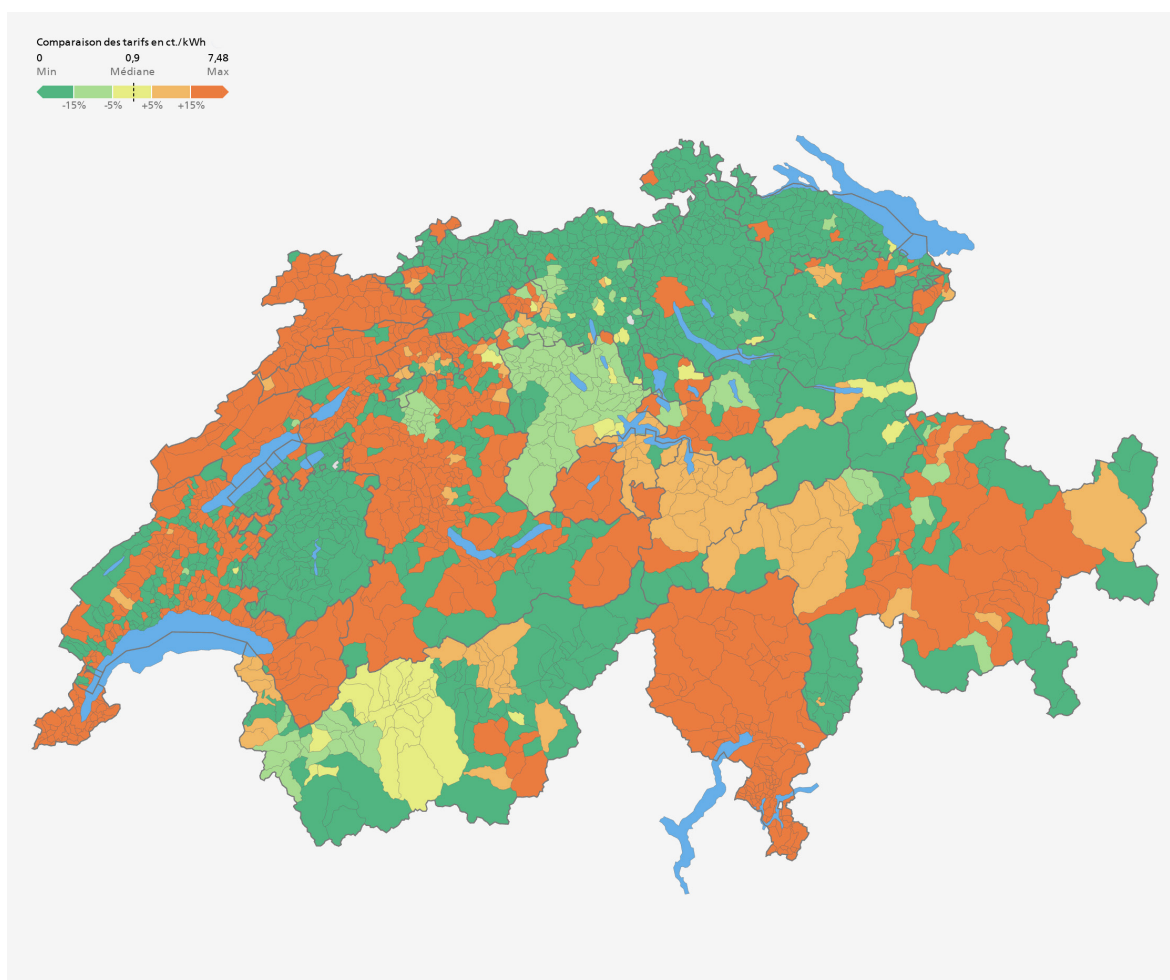 Comparaison des tarifs en ct./kWh
0 0,9 7,48
Min Médiane Max
-15% -5% +5% +15%